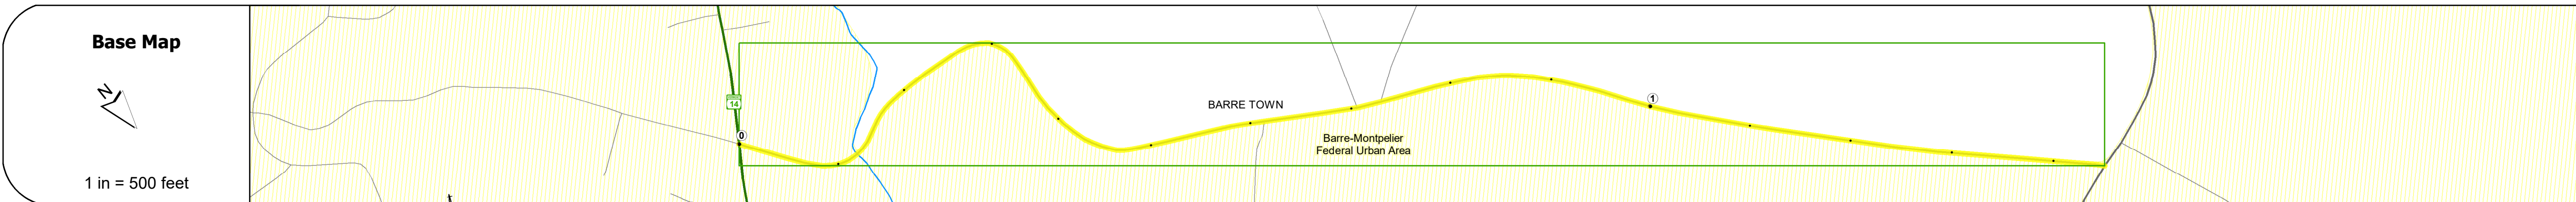 Base Map
N
1 in = 500 feet
14
0
BARRE TOWN
Barre-Montpelier
Federal Urban Area
1